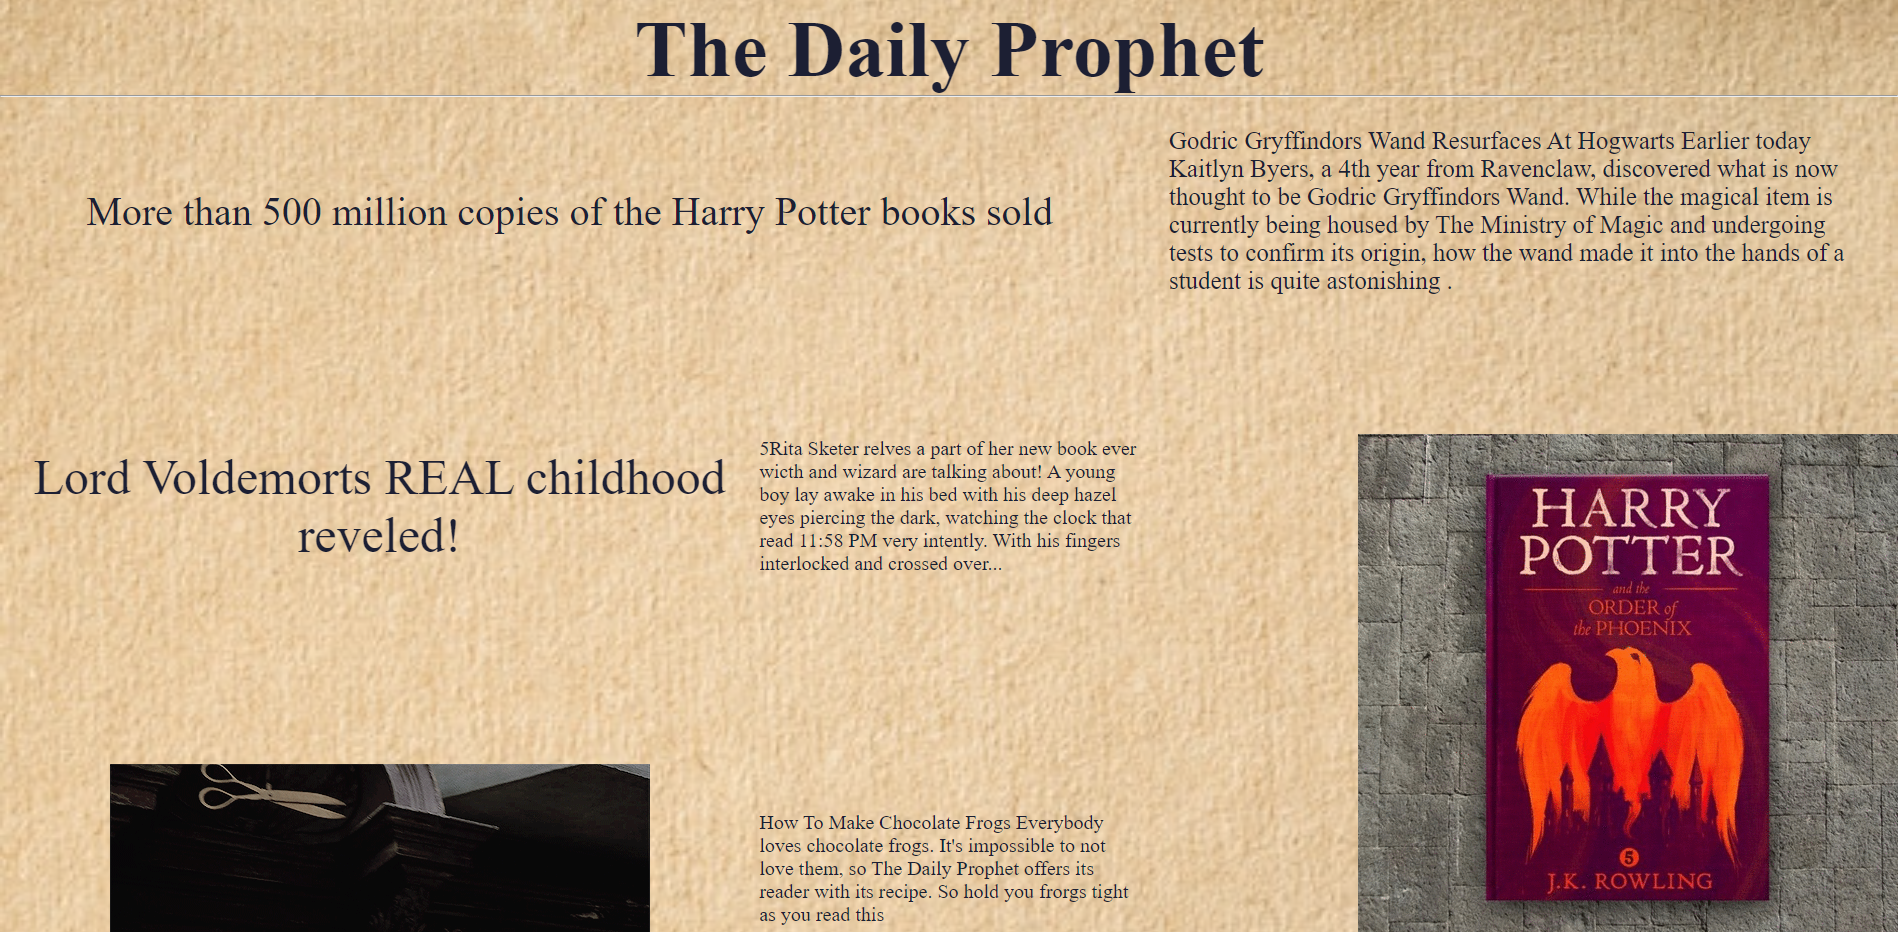 The Daily Prophet
More than 500 million copies of the Harry Potter books sold
Godric Gryffindors Wand Resurfaces At Hogwarts Earlier today
Kaitlyn Byers, a 4th year from Ravenclaw, discovered what is now
thought to be Godric Gryffindors Wand. While the magical item is
currently being housed by The Ministry of Magic and undergoing
tests to confirm its origin, how the wand made it into the hands of a
student is quite astonishing .
Lord Voldemorts REAL childhood
reveled!
5Rita Sketer relves a part of her new book ever
wicth and wizard are talking about! A young
boy lay awake in his bed with his deep hazel
eyes piercing the dark, watching the clock that
read 11:58 PM very intently. With his fingers
interlocked and crossed over...
HARRY
POTTER
and the
ORDER of
the PHOENIX
5
J.K. ROWLING
How To Make Chocolate Frogs Everybody
loves chocolate frogs. It's impossible to not
love them, so The Daily Prophet offers its
reader with its recipe. So hold you frorgs tight
as you read this